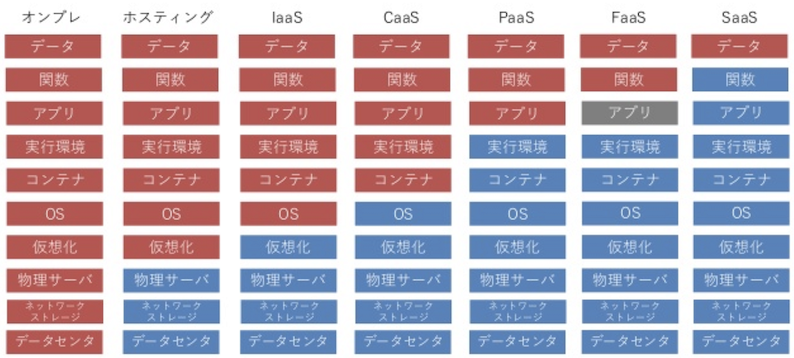 オンプレ ホスティング IaaS CaaS PaaS FaaS SaaS
データ データ データ データ データ データ データ
関数 関数 関数 関数 関数 関数 関数
アプリ アプリ アプリ アプリ アプリ アプリ アプリ
実行環境 実行環境 実行環境 実行環境 実行環境 実行環境 実行環境
コンテナ コンテナ コンテナ コンテナ コンテナ コンテナ コンテナ
OS OS OS OS OS OS OS
仮想化 仮想化 仮想化 仮想化 仮想化 仮想化 仮想化
物理サーバ 物理サーバ 物理サーバ 物理サーバ 物理サーバ 物理サーバ 物理サーバ
ネットワーク ネットワーク ネットワーク ネットワーク ネットワーク ネットワーク ネットワーク
ストレージ ストレージ ストレージ ストレージ ストレージ ストレージ ストレージ
データセンタ データセンタ データセンタ データセンタ データセンタ データセンタ データセンタ